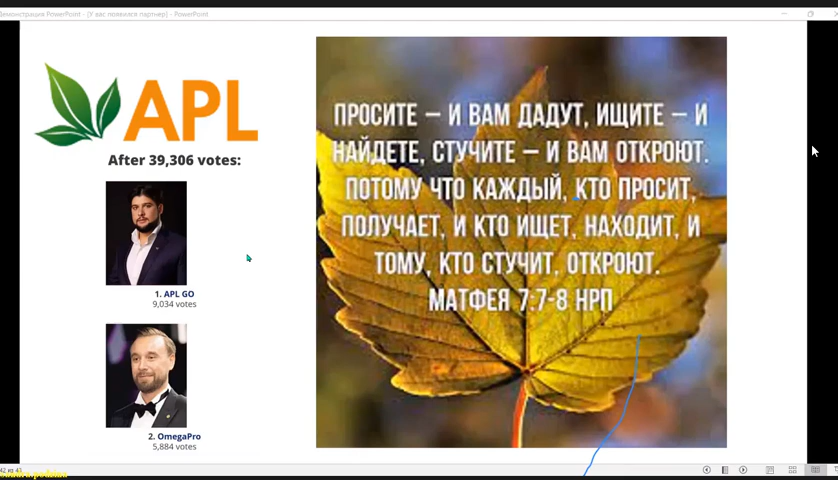 Демонстрация PowerPoint - [У вас появился партнер] - PowerPoint
APL
After 39,306 votes:
1. APL GO
9,034 votes
2. OmegaPro
5,884 votes
ПРОСИТЕ – И ВАМ ДАДУТ, ИЩИТЕ – И
НАЙДЕТЕ, СТУЧИТЕ – И ВАМ ОТКРОЮТ.
ПОТОМУ ЧТО КАЖДЫЙ, КТО ПРОСИТ,
ПОЛУЧАЕТ, И КТО ИЩЕТ, НАХОДИТ, И
ТОМУ, КТО СТУЧИТ, ОТКРОЮТ.
МАТФЕЯ 7:7-8 НРП